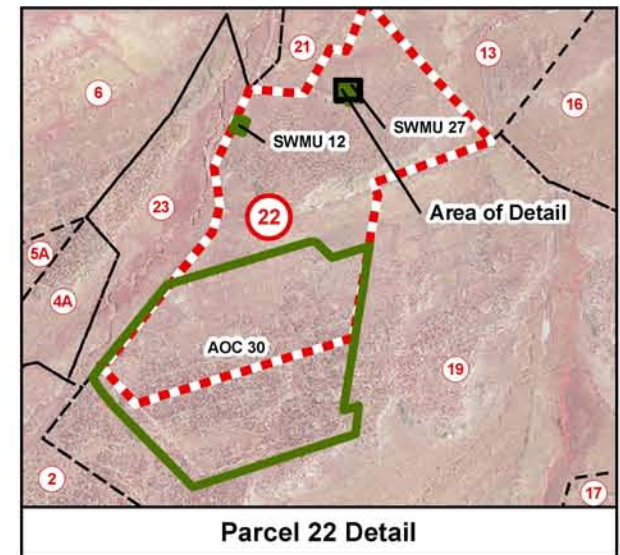 21
13
6
16
SWMU 27
SWMU 12
23
22
Area of Detail
5A
4A
AOC 30
19
2
17
Parcel 22 Detail